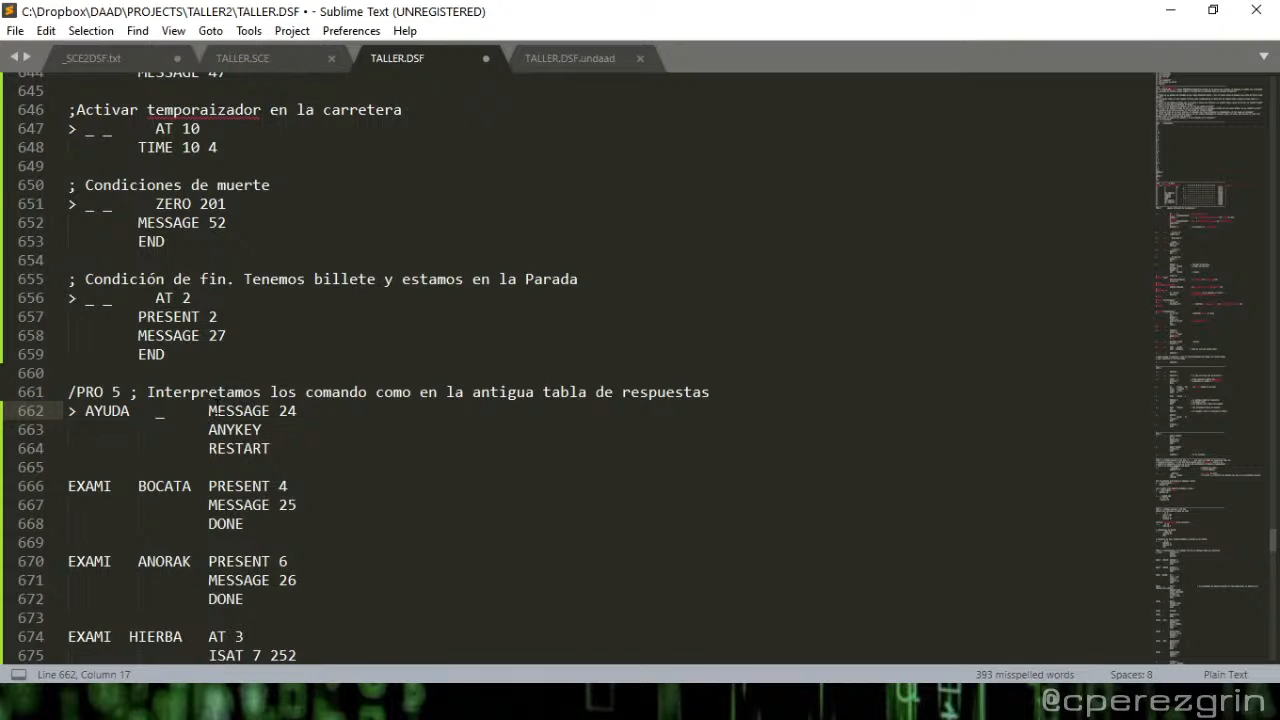 C:\Dropbox\DAAD\PROJECTS\TALLER2\TALLER.DSF • - Sublime Text (UNREGISTERED)
File Edit Selection Find View Goto Tools Project Preferences Help
_SCE2DSF.txt TALLER.SCE TALLER.DSF TALLER.DSF.undaad
644 MESSAGE 47
645
646 ;Activar temporaizador en la carretera
647 > _ _ AT 10
648 TIME 10 4
649
650 ; Condiciones de muerte
651 > _ _ ZERO 201
652 MESSAGE 52
653 END
654
655 ; Condición de fin. Tenemos billete y estamos en la Parada
656 > _ _ AT 2
657 PRESENT 2
658 MESSAGE 27
659 END
660
661 /PRO 5 ; Interpretamos los comando como en la antigua tabla de respuestas
662 > AYUDA _ MESSAGE 24
663 ANYKEY
664 RESTART
665
666 EXAMI BOCATA PRESENT 4
667 MESSAGE 25
668 DONE
669
670 EXAMI ANORAK PRESENT 6
671 MESSAGE 26
672 DONE
673
674 EXAMI HIERBA AT 3
675 ISAT 7 252
Line 662, Column 17 393 misspelled words Spaces: 8 Plain Text
@cperezgrin